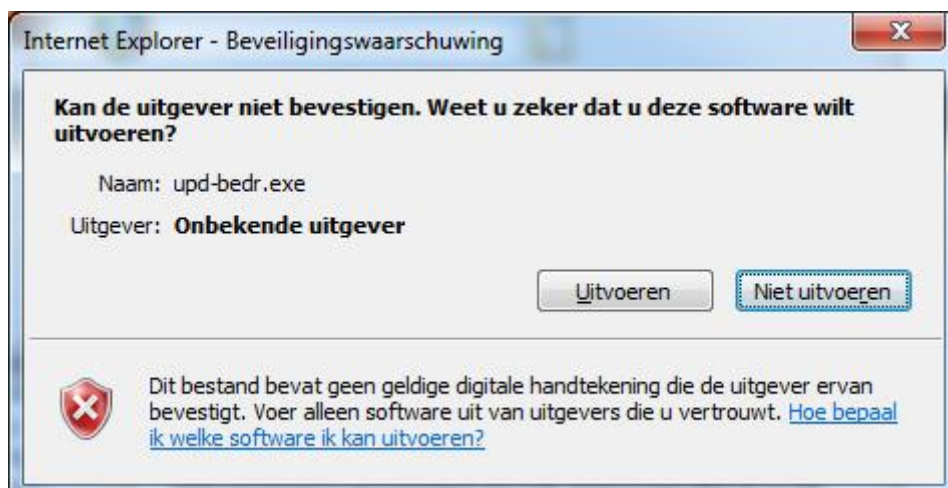 Internet Explorer - Beveiligingswaarschuwing
Kan de uitgever niet bevestigen. Weet u zeker dat u deze software wilt
uitvoeren?
Naam: upd-bedr.exe
Uitgever: Onbekende uitgever
Uitvoeren
Niet uitvoeren
Dit bestand bevat geen geldige digitale handtekening die de uitgever ervan
bevestigt. Voer alleen software uit van uitgevers die u vertrouwt. Hoe bepaal
ik welke software ik kan uitvoeren?